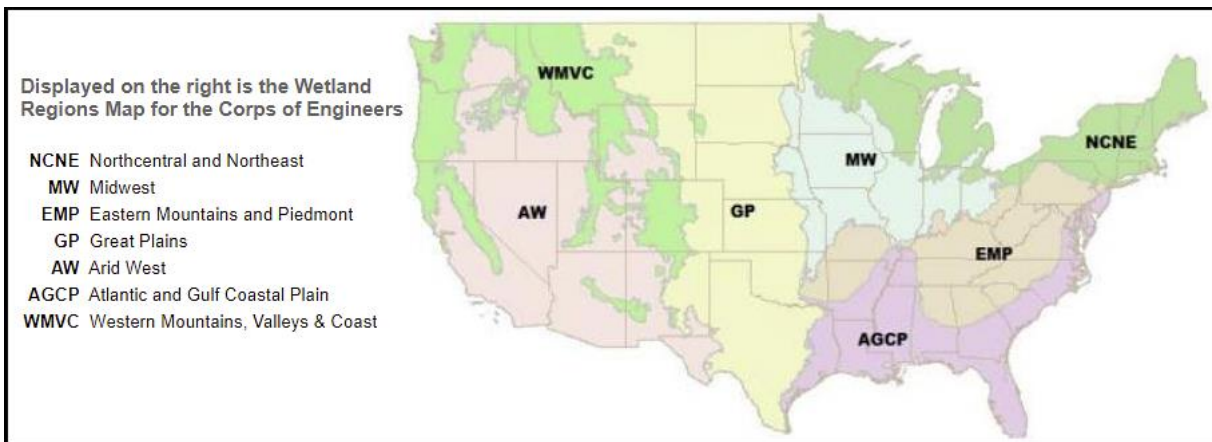 Displayed on the right is the Wetland
Regions Map for the Corps of Engineers
NCNE Northcentral and Northeast
MW Midwest
EMP Eastern Mountains and Piedmont
GP Great Plains
AW Arid West
AGCP Atlantic and Gulf Coastal Plain
WMVC Western Mountains, Valleys & Coast
WMVC
NCNE
MW
AW
GP
EMP
AGCP